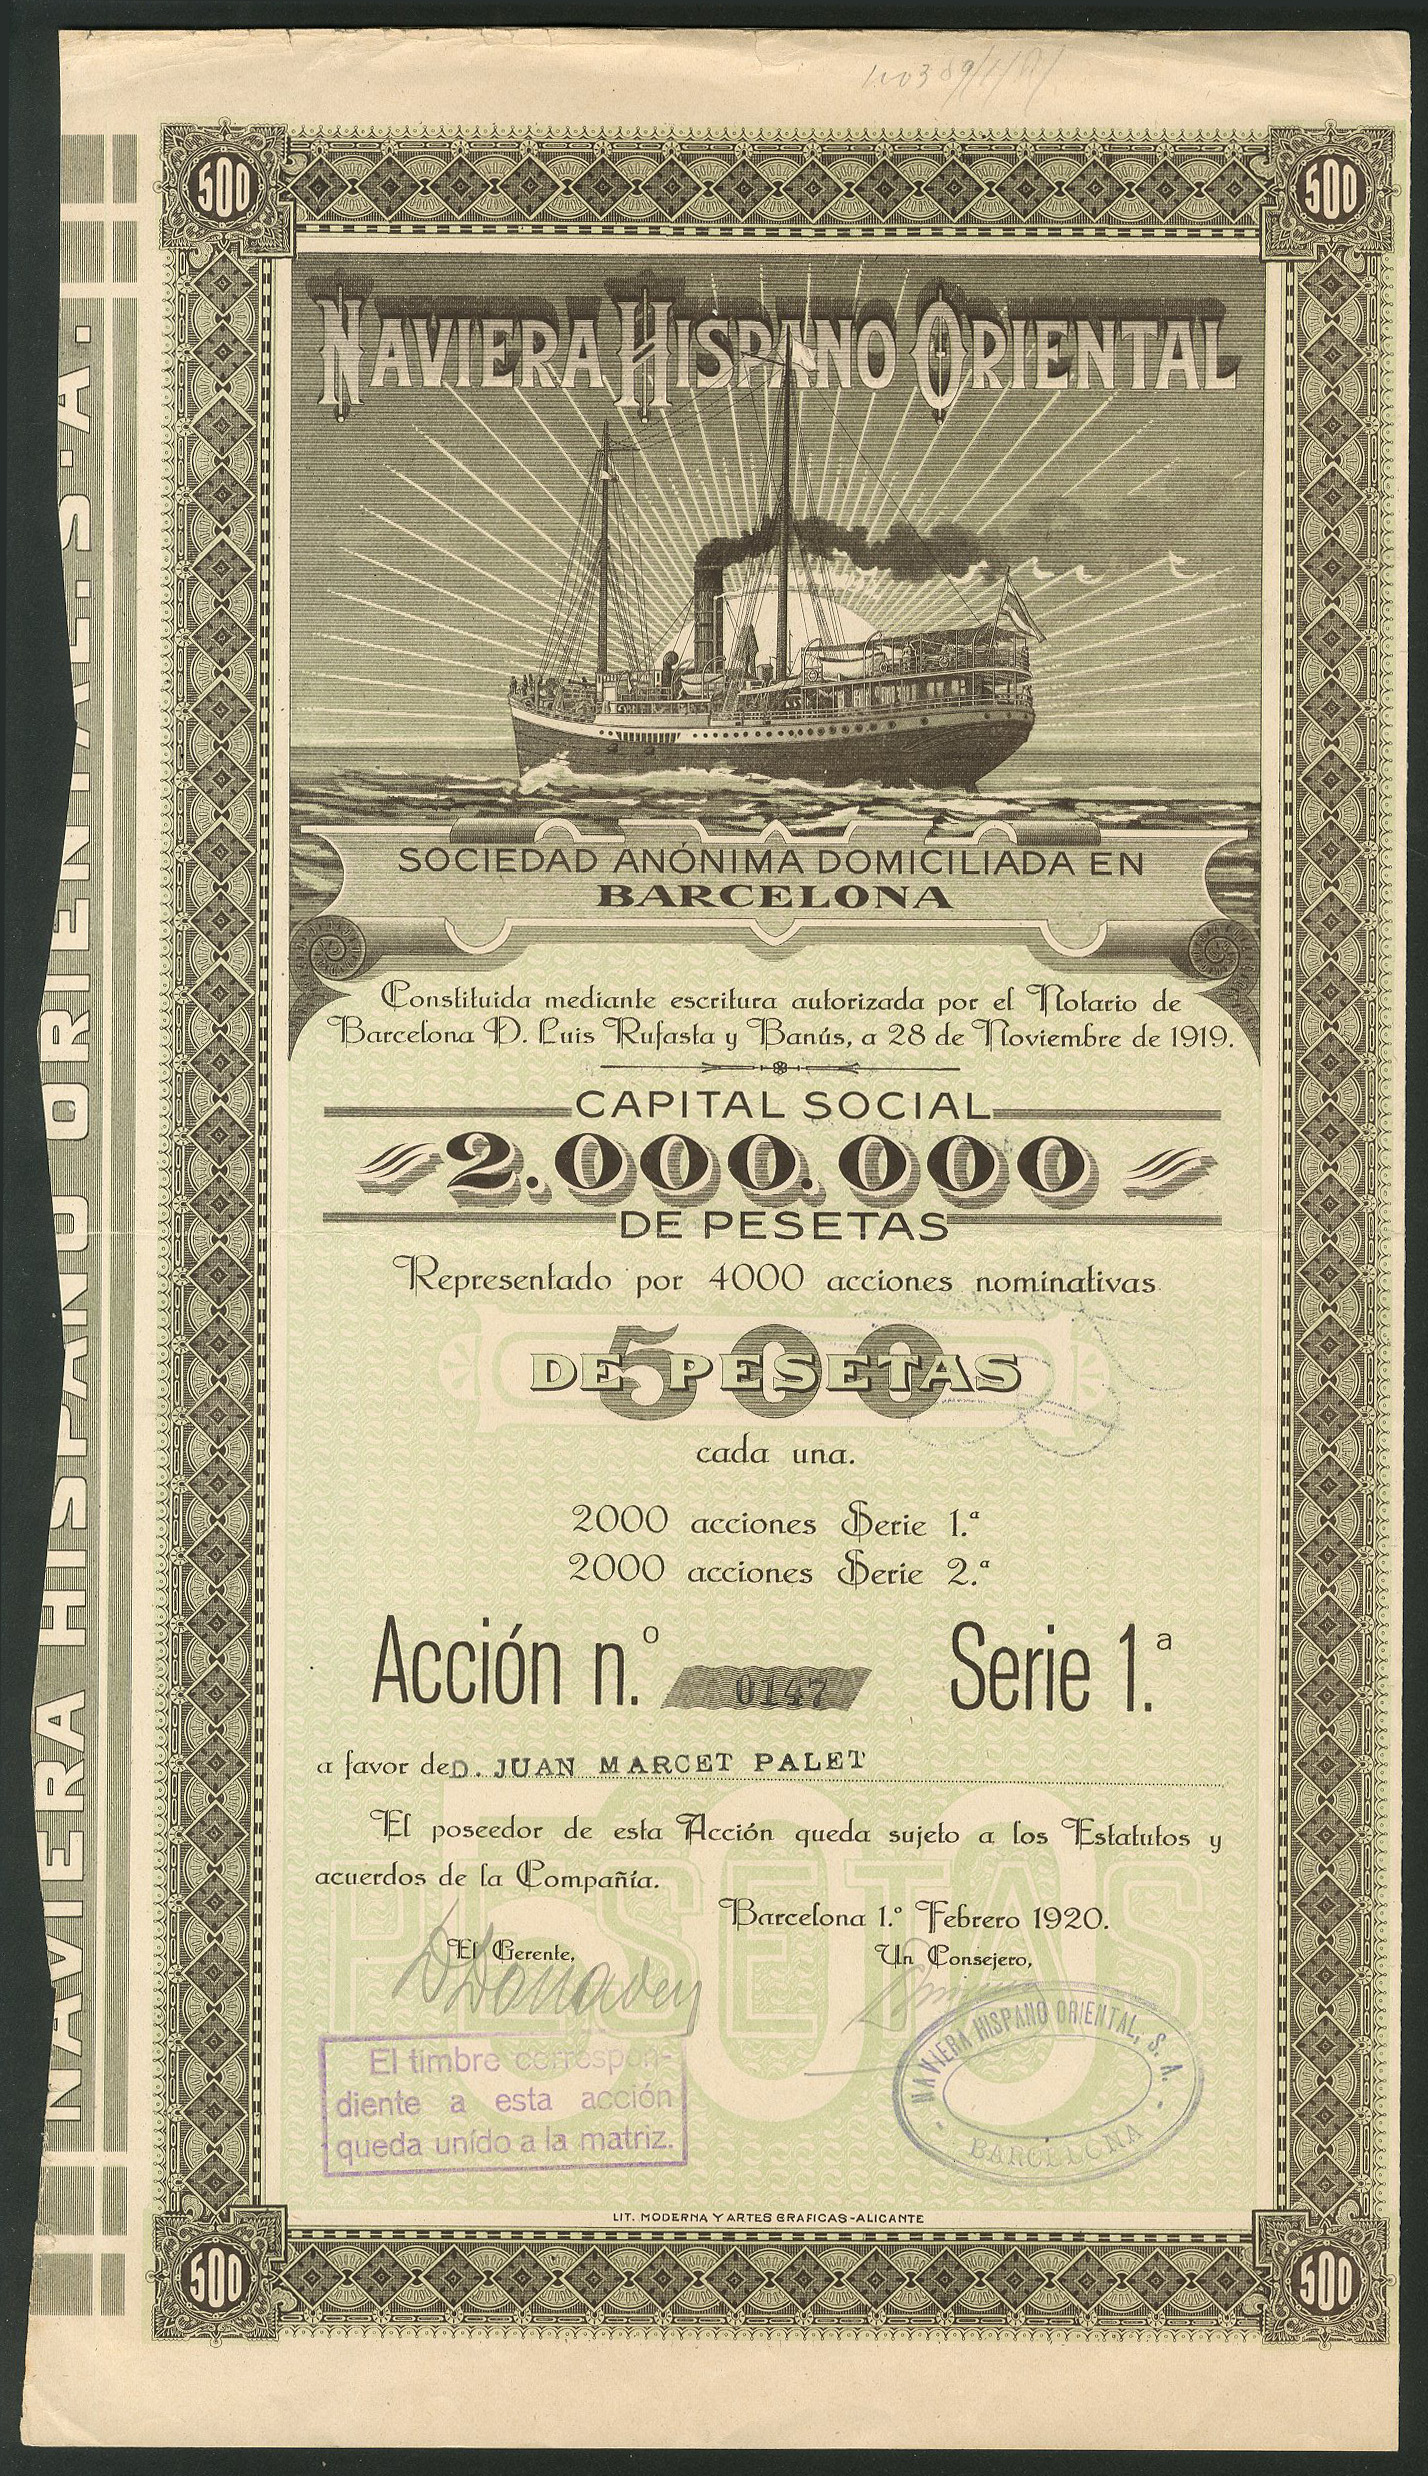 500
500
NAVIERA HISPANO ORIENTAL
SOCIEDAD ANÓNIMA DOMICILIADA EN
BARCELONA
Constituida mediante escritura autorizada por el Notario de
Barcelona D. Luis Rufasta y Banús, a 28 de Noviembre de 1919.
CAPITAL SOCIAL
2.000.000
DE PESETAS
Representado por 4000 acciones nominativas
500
DE PESETAS
cada una.
2000 acciones Serie 1.ª
2000 acciones Serie 2.ª
Acción n.º 0147 Serie 1.ª
a favor de D. JUAN MARCET PALET
500
PESETAS
El poseedor de esta Acción queda sujeto a los Estatutos y
acuerdos de la Compañía.
Barcelona 1.º Febrero 1920.
El Gerente,
Un Consejero,
El timbre correspon-
diente a esta acción
queda unído a la matriz.
NAVIERA HISPANO ORIENTAL, S. A.
- BARCELONA -
LIT. MODERNA Y ARTES GRAFICAS-ALICANTE
500
500
NAVIERA HISPANO ORIENTAL. S.A.